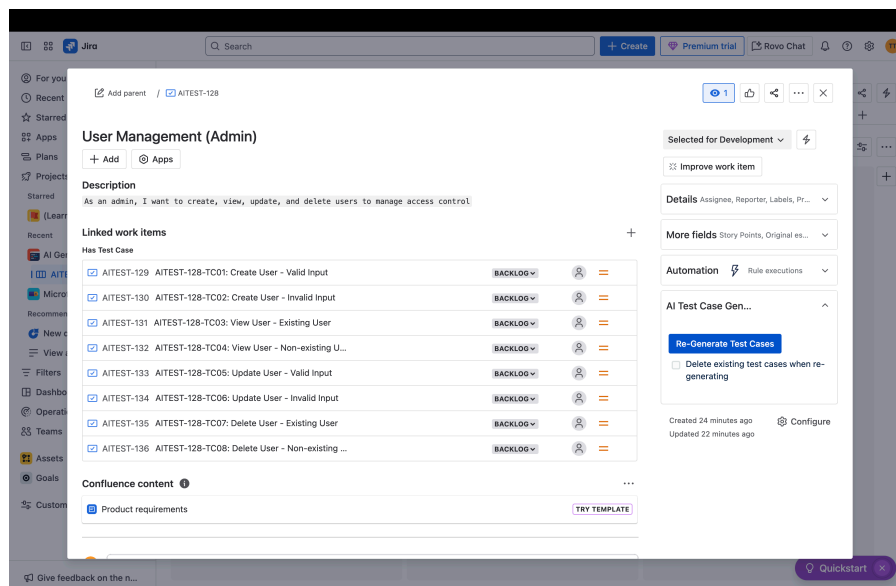 Jira
Search
+ Create
Premium trial
Rovo Chat
For you
Recent
Starred
Apps
Plans
Projects
Starred
(Learn
Recent
AI Gen
AITE
Micro
Recommen
New c
View a
Filters
Dashbo
Operati
Teams
Assets
Goals
Custom
Give feedback on the n...
Add parent / AITEST-128
1
User Management (Admin)
+ Add
Apps
Description
As an admin, I want to create, view, update, and delete users to manage access control
Linked work items
Has Test Case
AITEST-129 AITEST-128-TC01: Create User - Valid Input BACKLOG
AITEST-130 AITEST-128-TC02: Create User - Invalid Input BACKLOG
AITEST-131 AITEST-128-TC03: View User - Existing User BACKLOG
AITEST-132 AITEST-128-TC04: View User - Non-existing U... BACKLOG
AITEST-133 AITEST-128-TC05: Update User - Valid Input BACKLOG
AITEST-134 AITEST-128-TC06: Update User - Invalid Input BACKLOG
AITEST-135 AITEST-128-TC07: Delete User - Existing User BACKLOG
AITEST-136 AITEST-128-TC08: Delete User - Non-existing ... BACKLOG
Confluence content
Product requirements TRY TEMPLATE
Selected for Development
Improve work item
Details Assignee, Reporter, Labels, Pr...
More fields Story Points, Original es...
Automation Rule executions
AI Test Case Gen...
Re-Generate Test Cases
Delete existing test cases when re-
generating
Created 24 minutes ago
Configure
Updated 22 minutes ago
Quickstart